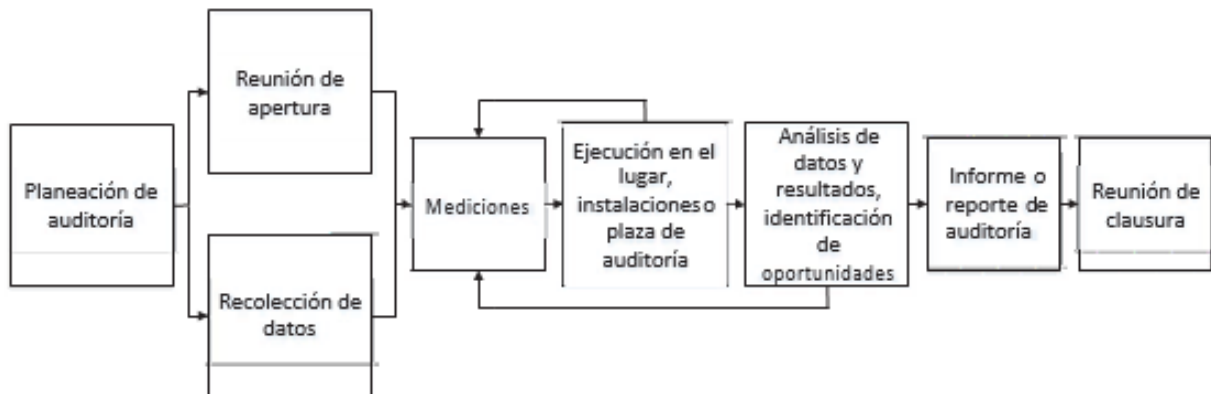 Planeación de
auditoría
Reunión de
apertura
Recolección de
datos
Mediciones
Ejecución en el
lugar,
instalaciones o
plaza de
auditoría
Análisis de
datos y
resultados,
identificación
de
oportunidades
Informe o
reporte de
auditoría
Reunión de
clausura